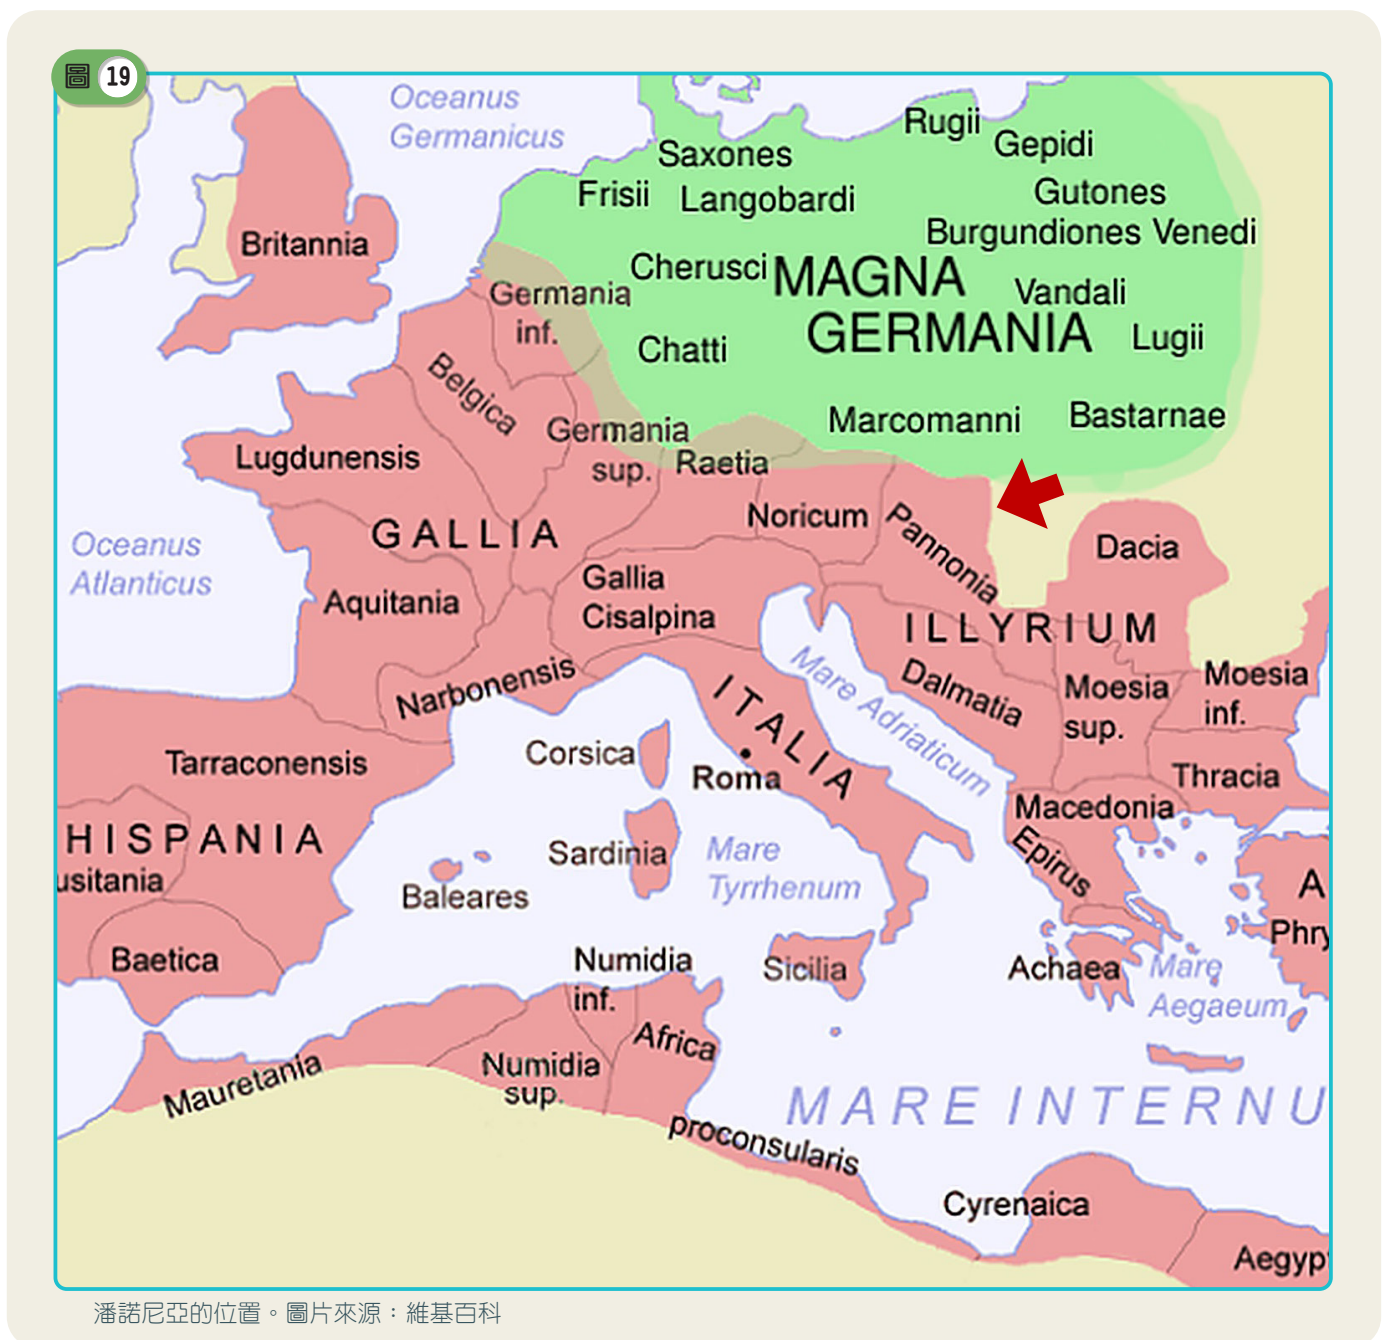 圖 19
Oceanus
Germanicus
Rugii
Gepidi
Saxones
Frisii
Langobardi
Gutones
Burgundiones
Venedi
Britannia
Cherusci
MAGNA
GERMANIA
Vandali
Germania
inf.
Chatti
Lugii
Belgica
Marcomanni
Bastarnae
Germania
sup.
Lugdunensis
Raetia
Noricum
Pannonia
Dacia
GALLIA
Oceanus
Atlanticus
Gallia
Cisalpina
Aquitania
ILLYRIUM
Mare Adriaticum
Dalmatia
Moesia
sup.
Moesia
inf.
Narbonensis
ITALIA
Corsica
Roma
Tarraconensis
Thracia
Macedonia
HISPANIA
usitania
Sardinia
Mare
Tyrrhenum
Epirus
A
Phry
Baleares
Baetica
Numidia
inf.
Sicilia
Achaea
Mare
Aegaeum
Africa
Mauretania
Numidia
sup.
MARE INTERNU
proconsularis
Cyrenaica
Aegyp
潘諾尼亞的位置。圖片來源：維基百科